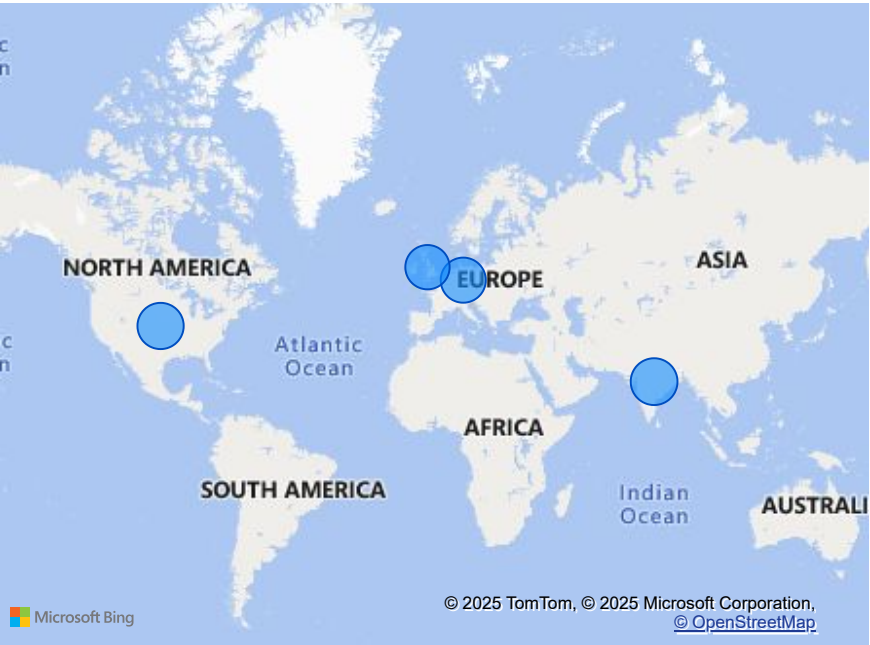 c
n
NORTH AMERICA
EUROPE
ASIA
c
n
Atlantic
Ocean
AFRICA
SOUTH AMERICA
Indian
Ocean
AUSTRALI
Microsoft Bing
© 2025 TomTom, © 2025 Microsoft Corporation,
© OpenStreetMap